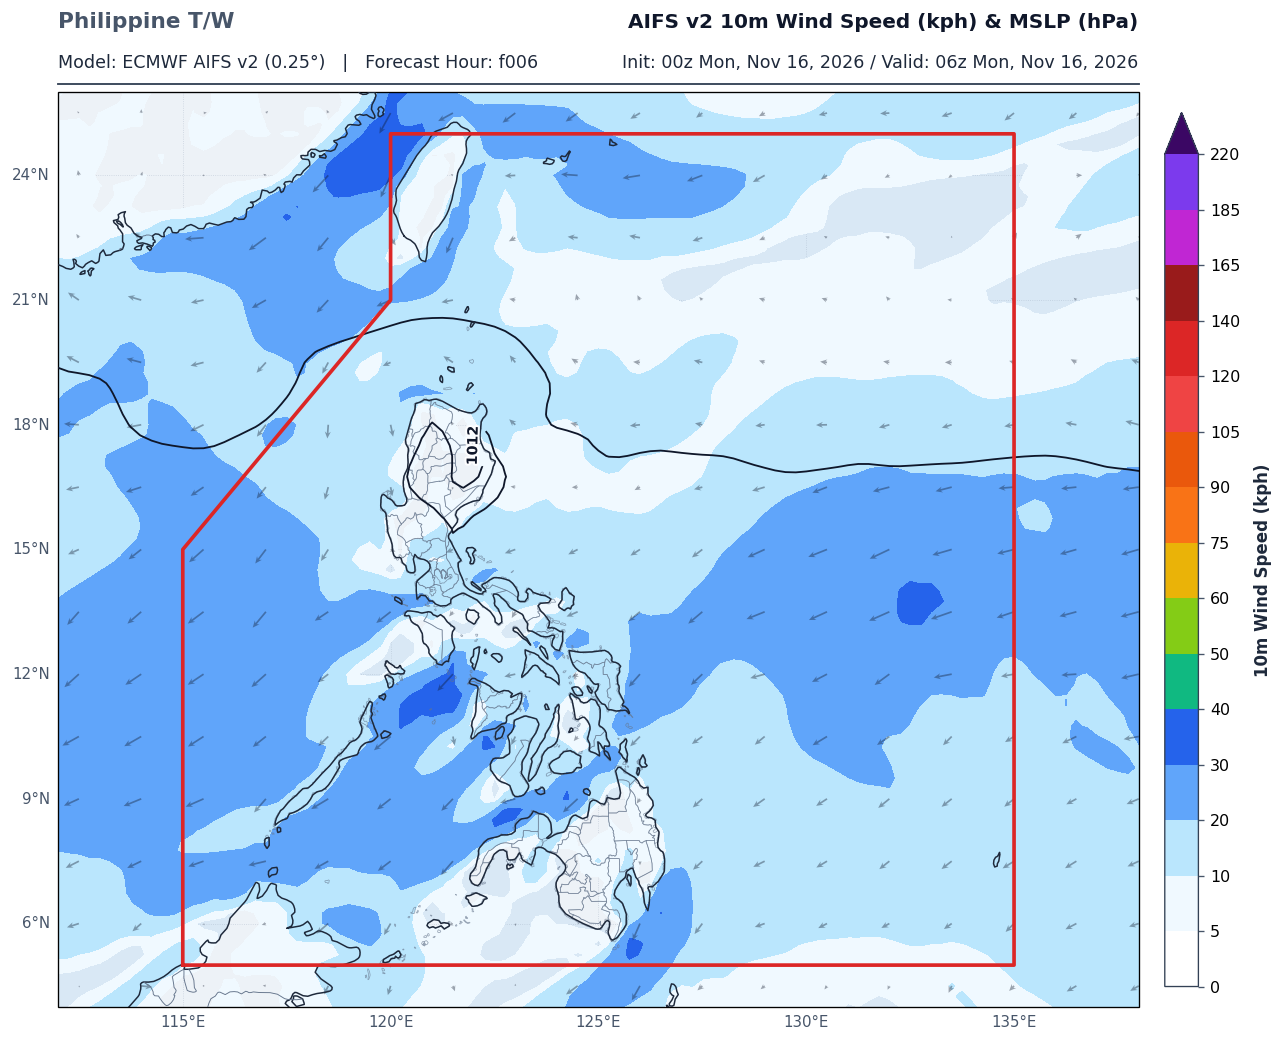 Philippine T/W
AIFS v2 10m Wind Speed (kph) & MSLP (hPa)
Model: ECMWF AIFS v2 (0.25°) | Forecast Hour: f006
Init: 00z Mon, Nov 16, 2026 / Valid: 06z Mon, Nov 16, 2026
24°N
21°N
18°N
15°N
12°N
9°N
6°N
115°E
120°E
125°E
130°E
135°E
1012
220
185
165
140
120
105
90
75
60
50
40
30
20
10
5
0
10m Wind Speed (kph)